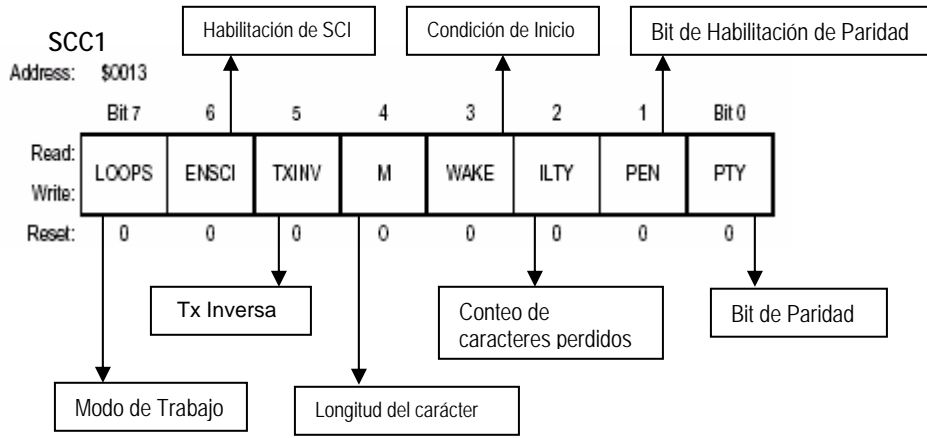 Habilitación de SCI
Condición de Inicio
Bit de Habilitación de Paridad
SCC1
Address: $0013
Bit 7 6 5 4 3 2 1 Bit 0
Read:
LOOPS ENSCI TXINV M WAKE ILTY PEN PTY
Write:
Reset: 0 0 0 0 0 0 0 0
Tx Inversa
Conteo de
caracteres perdidos
Bit de Paridad
Modo de Trabajo
Longitud del carácter